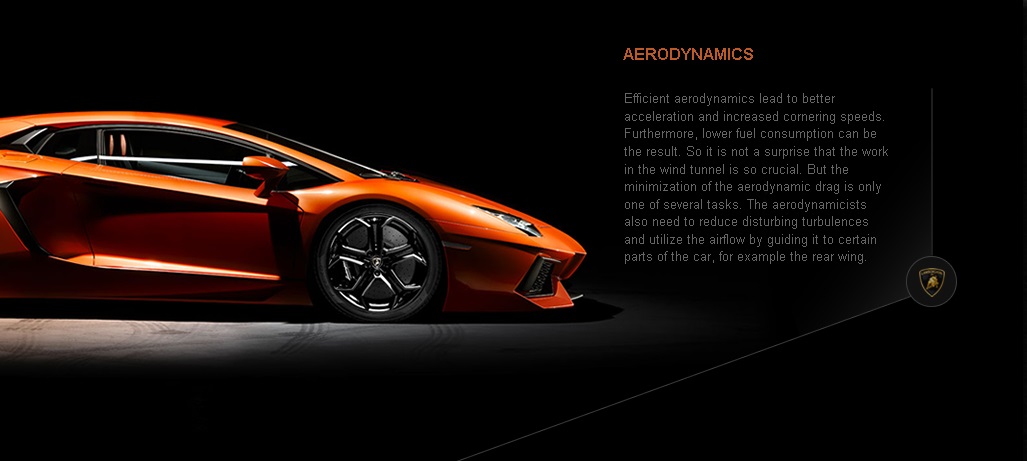 AERODYNAMICS
Efficient aerodynamics lead to better
acceleration and increased cornering speeds.
Furthermore, lower fuel consumption can be
the result. So it is not a surprise that the work
in the wind tunnel is so crucial. But the
minimization of the aerodynamic drag is only
one of several tasks. The aerodynamicists
also need to reduce disturbing turbulences
and utilize the airflow by guiding it to certain
parts of the car, for example the rear wing.